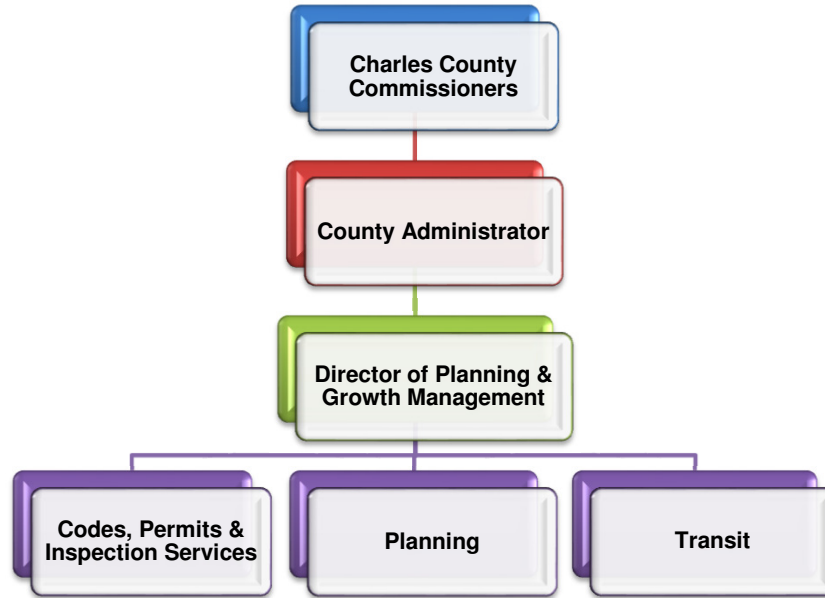 Charles County
Commissioners
County Administrator
Director of Planning &
Growth Management
Codes, Permits &
Inspection Services
Planning
Transit